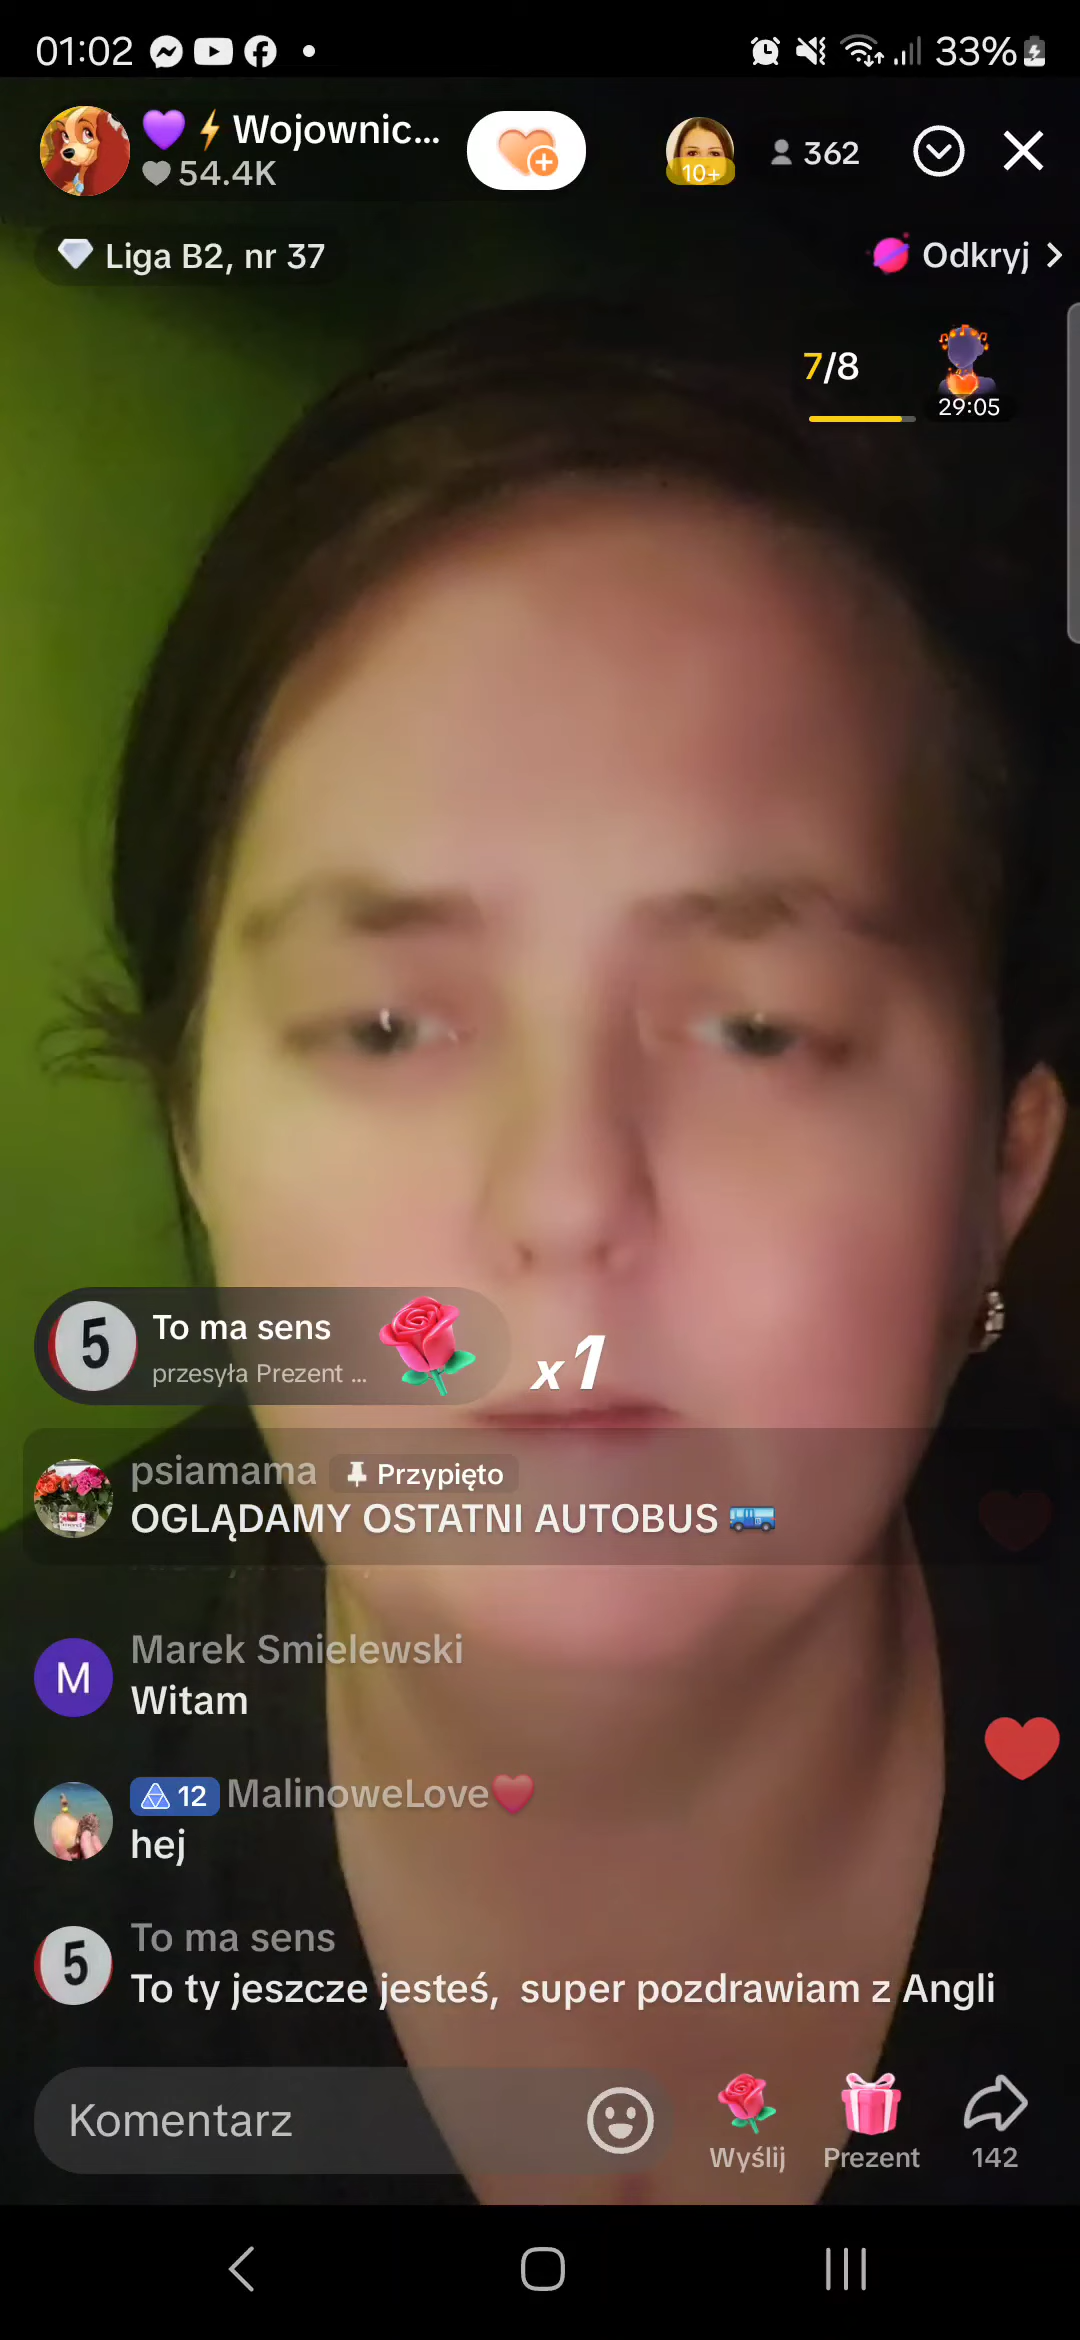 01:02
33%
Wojownic...
54.4K
10+
362
Liga B2, nr 37
Odkryj
7/8
29:05
5
To ma sens
przesyła Prezent ...
x1
psiamama Przypięto
OGLĄDAMY OSTATNI AUTOBUS
M
Marek Smielewski
Witam
12 MalinoweLove
hej
5
To ma sens
To ty jeszcze jesteś, super pozdrawiam z Angli
Komentarz
Wyślij
Prezent
142